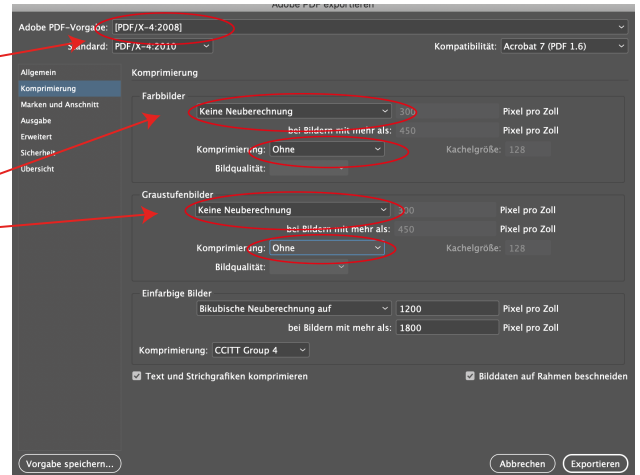 Adobe PDF exportieren
Adobe PDF-Vorgabe: [PDF/X-4:2008]
Standard: PDF/X-4:2010 Kompatibilität: Acrobat 7 (PDF 1.6)
Allgemein
Komprimierung
Marken und Anschnitt
Ausgabe
Erweitert
Sicherheit
Übersicht
Komprimierung
Farbbilder
Keine Neuberechnung 300 Pixel pro Zoll
bei Bildern mit mehr als: 450 Pixel pro Zoll
Komprimierung: Ohne Kachelgröße: 128
Bildqualität:
Graustufenbilder
Keine Neuberechnung 300 Pixel pro Zoll
bei Bildern mit mehr als: 450 Pixel pro Zoll
Komprimierung: Ohne Kachelgröße: 128
Bildqualität:
Einfarbige Bilder
Bikubische Neuberechnung auf 1200 Pixel pro Zoll
bei Bildern mit mehr als: 1800 Pixel pro Zoll
Komprimierung: CCITT Group 4
Text und Strichgrafiken komprimieren Bilddaten auf Rahmen beschneiden
Vorgabe speichern... Abbrechen Exportieren